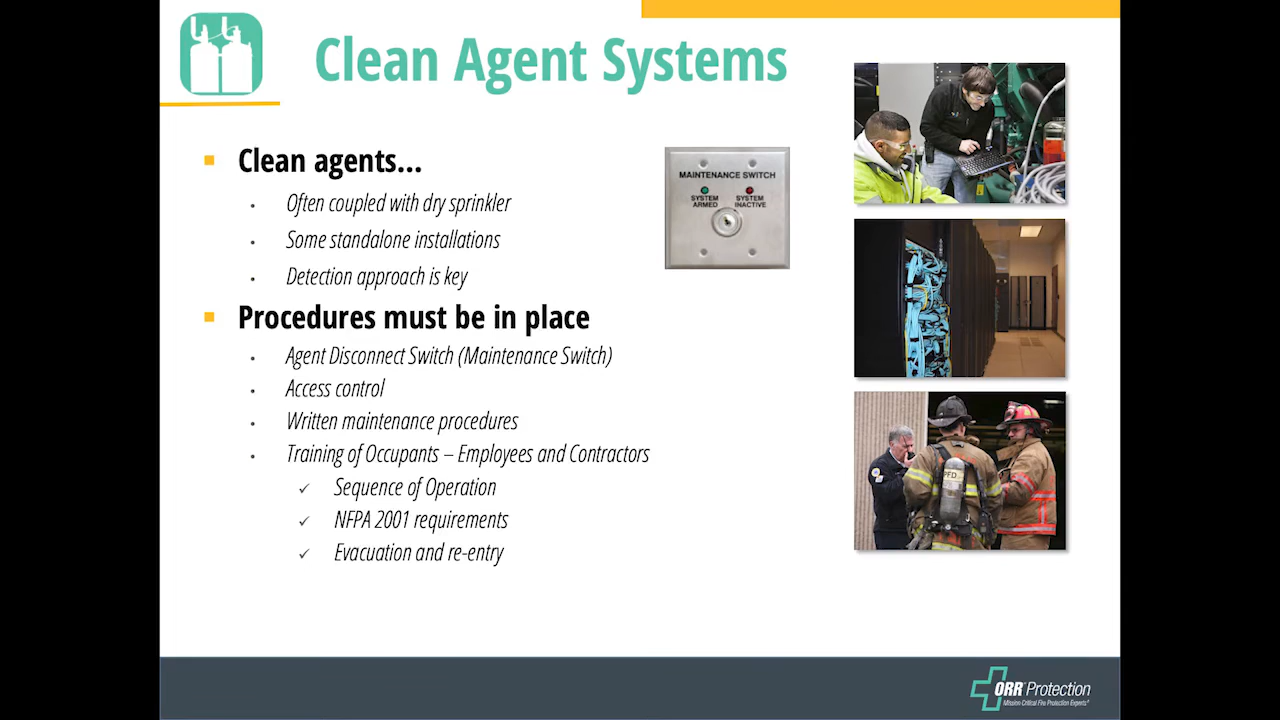 Clean Agent Systems
Clean agents...
Often coupled with dry sprinkler
Some standalone installations
Detection approach is key
Procedures must be in place
Agent Disconnect Switch (Maintenance Switch)
Access control
Written maintenance procedures
Training of Occupants – Employees and Contractors
Sequence of Operation
NFPA 2001 requirements
Evacuation and re-entry
MAINTENANCE SWITCH
SYSTEM ARMED
SYSTEM INACTIVE
PFD
ORR Protection
Mission Critical Fire Protection Experts